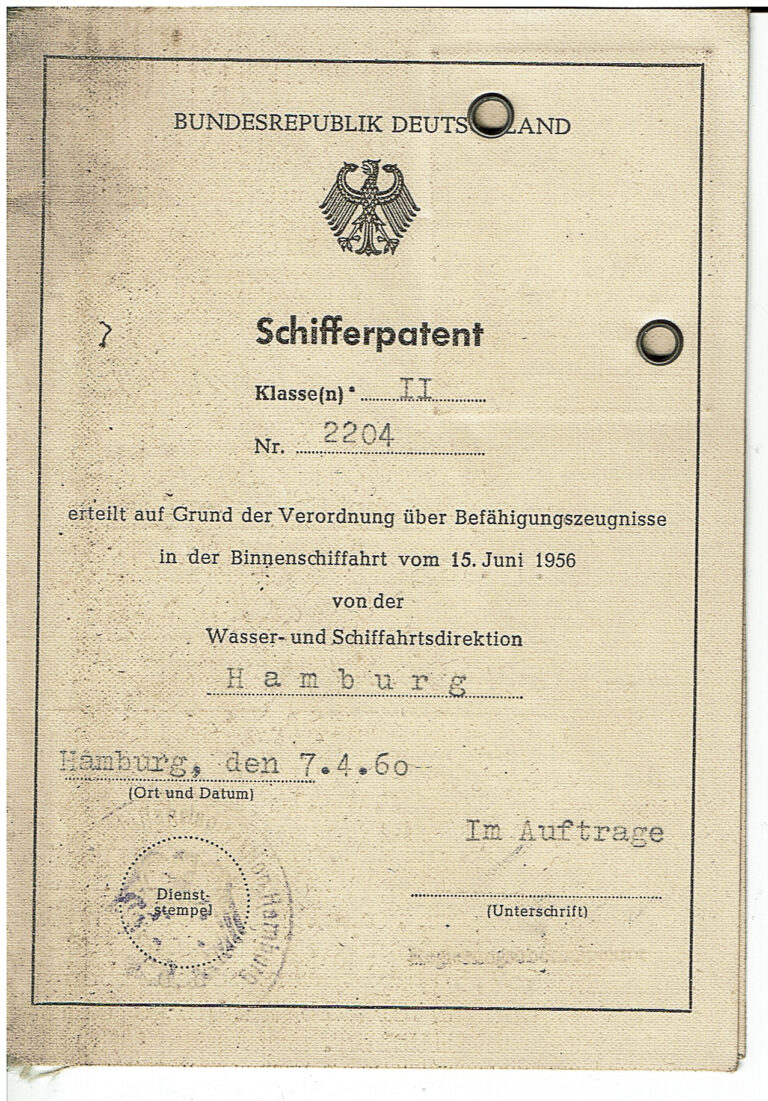 BUNDESREPUBLIK DEUTSCHLAND
Schifferpatent
Klasse(n) * II
Nr. 2204
erteilt auf Grund der Verordnung über Befähigungszeugnisse
in der Binnenschiffahrt vom 15. Juni 1956
von der
Wasser- und Schiffahrtsdirektion
Hamburg
Hamburg, den 7.4.60
(Ort und Datum)
Im Auftrage
Dienst-
stempel
Hamburg
(Unterschrift)